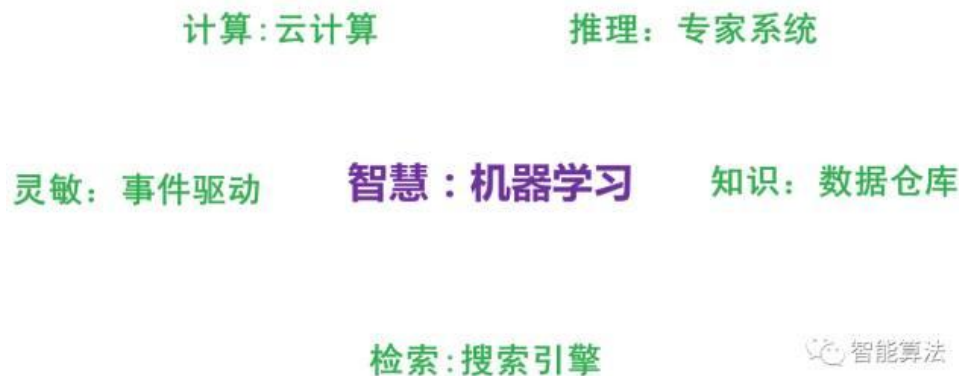 计算:云计算
推理：专家系统
灵敏：事件驱动
智慧：机器学习
知识：数据仓库
检索:搜索引擎
智能算法